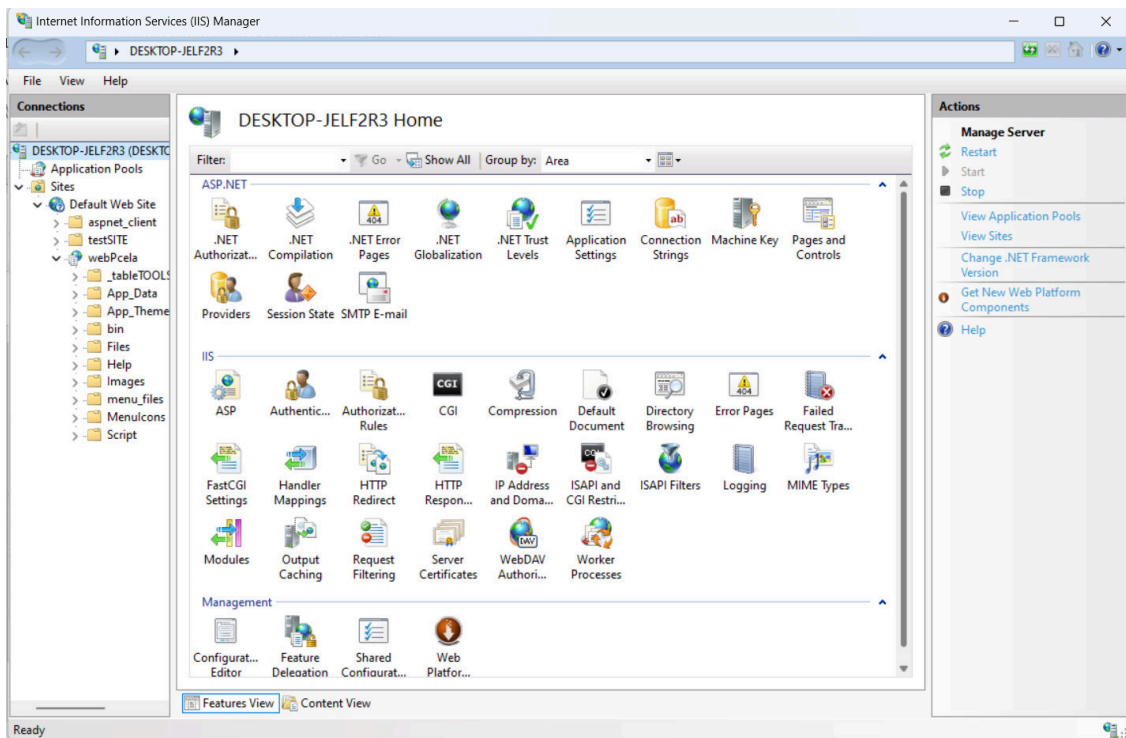 Internet Information Services (IIS) Manager
DESKTOP-JELF2R3
File View Help
Connections
DESKTOP-JELF2R3 (DESKTC
Application Pools
Sites
Default Web Site
aspnet_client
testSITE
webPcela
_tableTOOLS
App_Data
App_Theme
bin
Files
Help
Images
menu_files
MenuIcons
Script
DESKTOP-JELF2R3 Home
Filter: Go Show All Group by: Area
ASP.NET
.NET Authorizat...
.NET Compilation
.NET Error Pages
.NET Globalization
.NET Trust Levels
Application Settings
Connection Strings
Machine Key
Pages and Controls
Providers
Session State
SMTP E-mail
IIS
ASP
Authentic...
Authorizat... Rules
CGI
Compression
Default Document
Directory Browsing
Error Pages
Failed Request Tra...
FastCGI Settings
Handler Mappings
HTTP Redirect
HTTP Respon...
IP Address and Doma...
ISAPI and CGI Restri...
ISAPI Filters
Logging
MIME Types
Modules
Output Caching
Request Filtering
Server Certificates
WebDAV Authori...
Worker Processes
Management
Configurat... Editor
Feature Delegation
Shared Configurat...
Web Platfor...
Features View Content View
Actions
Manage Server
Restart
Start
Stop
View Application Pools
View Sites
Change .NET Framework
Version
Get New Web Platform
Components
Help
Ready